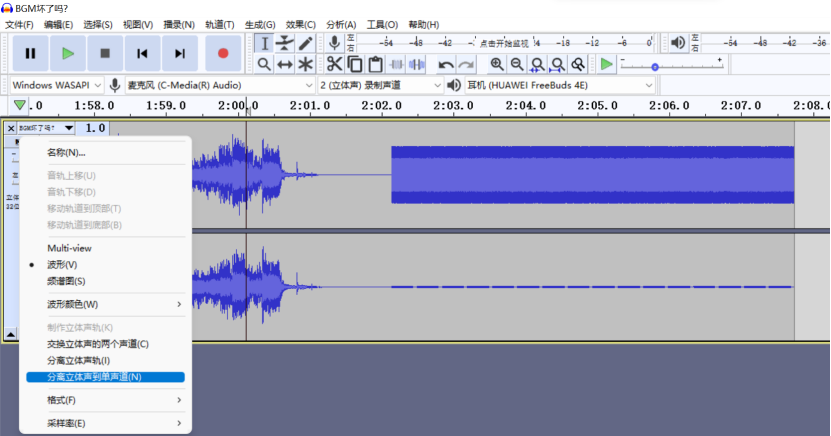 BGM坏了吗?
文件(F) 编辑(E) 选择(S) 视图(V) 播录(N) 轨道(T) 生成(G) 效果(C) 分析(A) 工具(O) 帮助(H)
左 -54 -48 -42 - 点击开始监视 -18 -12 -6 0 左 -54 -48 -42 -36
右 右
Windows WASAPI 麦克风 (C-Media(R) Audio) 2 (立体声) 录制声道 耳机 (HUAWEI FreeBuds 4E)
.0 1:58.0 1:59.0 2:00.0 2:01.0 2:02.0 2:03.0 2:04.0 2:05.0 2:06.0 2:07.0 2:08.0
BGM坏了吗? 1.0
名称(N)...
音轨上移(U)
音轨下移(D)
移动轨道到顶部(T)
移动轨道到底部(B)
Multi-view
波形(V)
频谱图(S)
波形颜色(W)
制作立体声轨(K)
交换立体声的两个声道(C)
分离立体声轨(I)
分离立体声到单声道(N)
格式(F)
采样率(E)